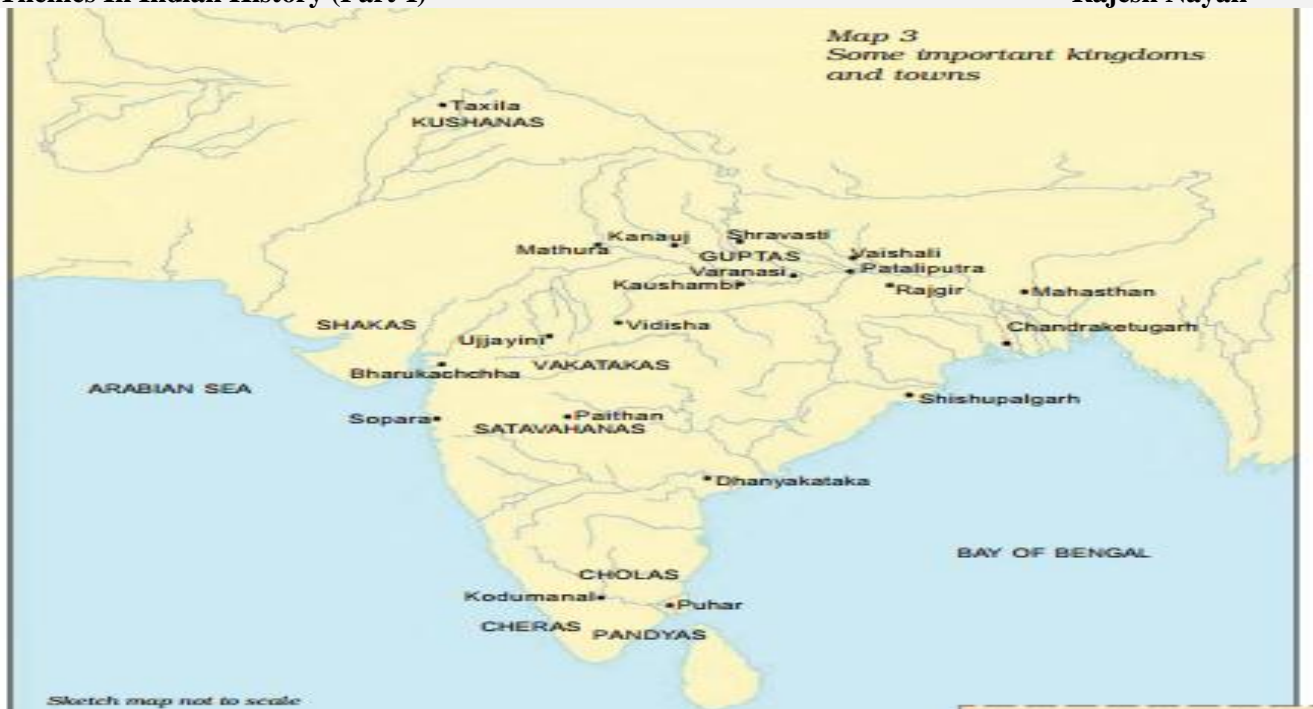 Themes In Indian History (Part-1) Rajesh Nayan
Map 3
Some important kingdoms
and towns
Taxila
KUSHANAS
Mathura
Kanauj
Shravasti
GUPTAS
Vaishali
Varanasi
Pataliputra
Kaushambi
Rajgir
Mahasthan
SHAKAS
Vidisha
Chandraketugarh
Ujjayini
VAKATAKAS
Bharukachchha
ARABIAN SEA
Shishupalgarh
Sopara
Paithan
SATAVAHANAS
Dhanyakataka
BAY OF BENGAL
CHOLAS
Kodumanal
Puhar
CHERAS
PANDYAS
Sketch map not to scale